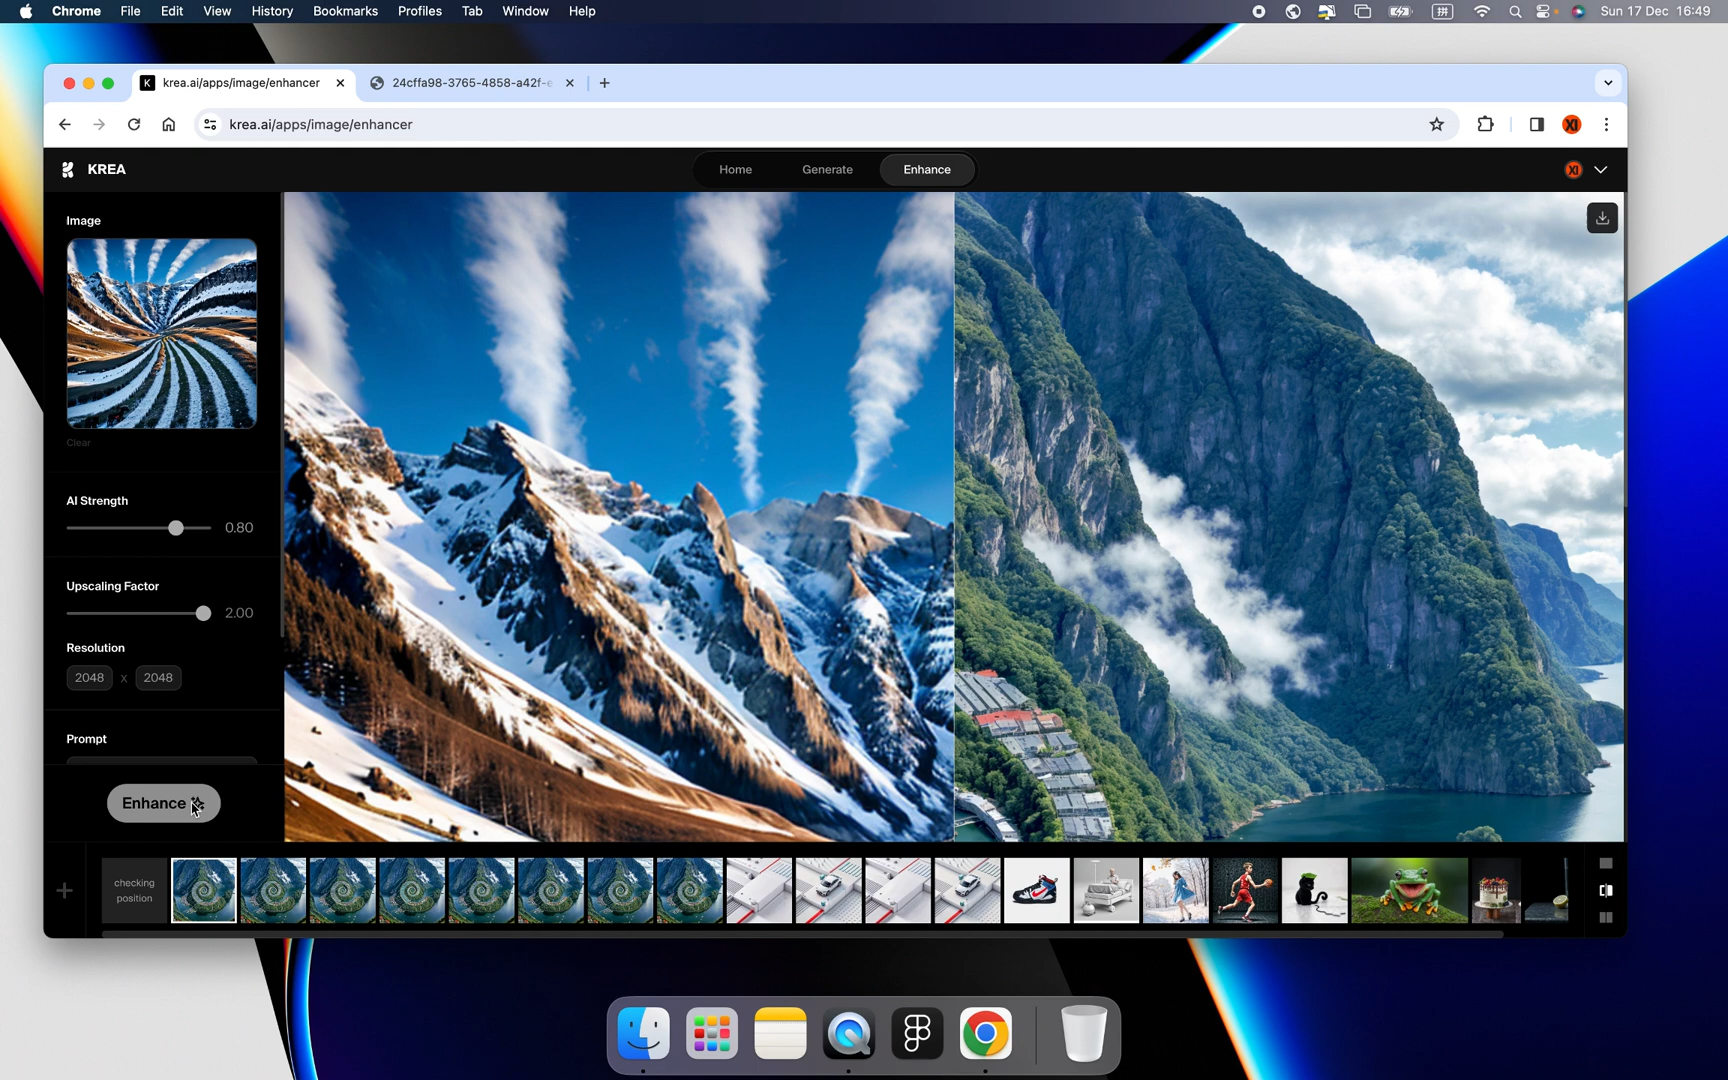 Chrome File Edit View History Bookmarks Profiles Tab Window Help Sun 17 Dec 16:49
krea.ai/apps/image/enhancer 24cffa98-3765-4858-a42f-
krea.ai/apps/image/enhancer
KREA Home Generate Enhance XI
Image
Clear
AI Strength
0.80
Upscaling Factor
2.00
Resolution
2048 x 2048
Prompt
Enhance
checking
position